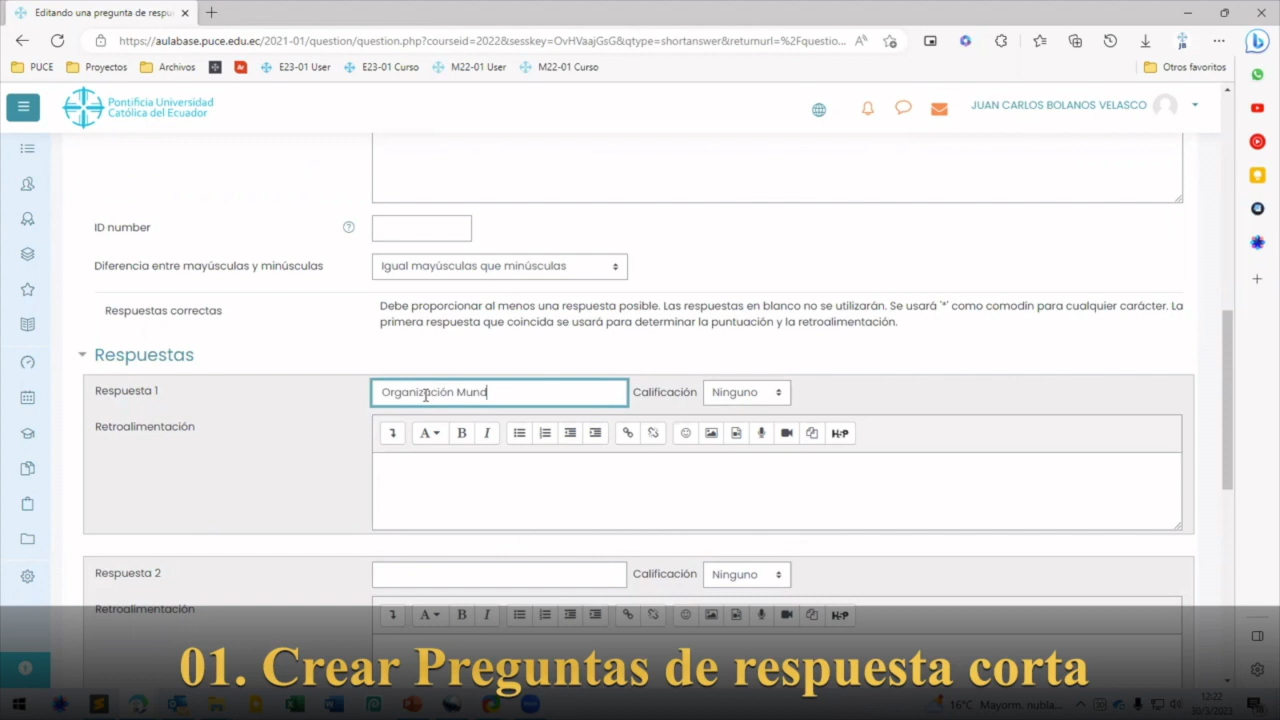 Editando una pregunta de respu
https://aulabase.puce.edu.ec/2021-01/question/question.php?courseid=2022&sesskey=OvHVaajGsG&qtype=shortanswer&returnurl=%2Fquestio...
PUCE
Proyectos
Archivos
E23-01 User
E23-01 Curso
M22-01 User
M22-01 Curso
Otros favoritos
Pontificia Universidad
Católica del Ecuador
JUAN CARLOS BOLANOS VELASCO
ID number
Diferencia entre mayúsculas y minúsculas
Igual mayúsculas que minúsculas
Respuestas correctas
Debe proporcionar al menos una respuesta posible. Las respuestas en blanco no se utilizarán. Se usará '*' como comodín para cualquier carácter. La
primera respuesta que coincida se usará para determinar la puntuación y la retroalimentación.
Respuestas
Respuesta 1
Organización Mund
Calificación
Ninguno
Retroalimentación
A B I H-P
Respuesta 2
Calificación
Ninguno
Retroalimentación
A B I H-P
01. Crear Preguntas de respuesta corta
16°C Mayorm. nubla...
12:22
30/3/2023